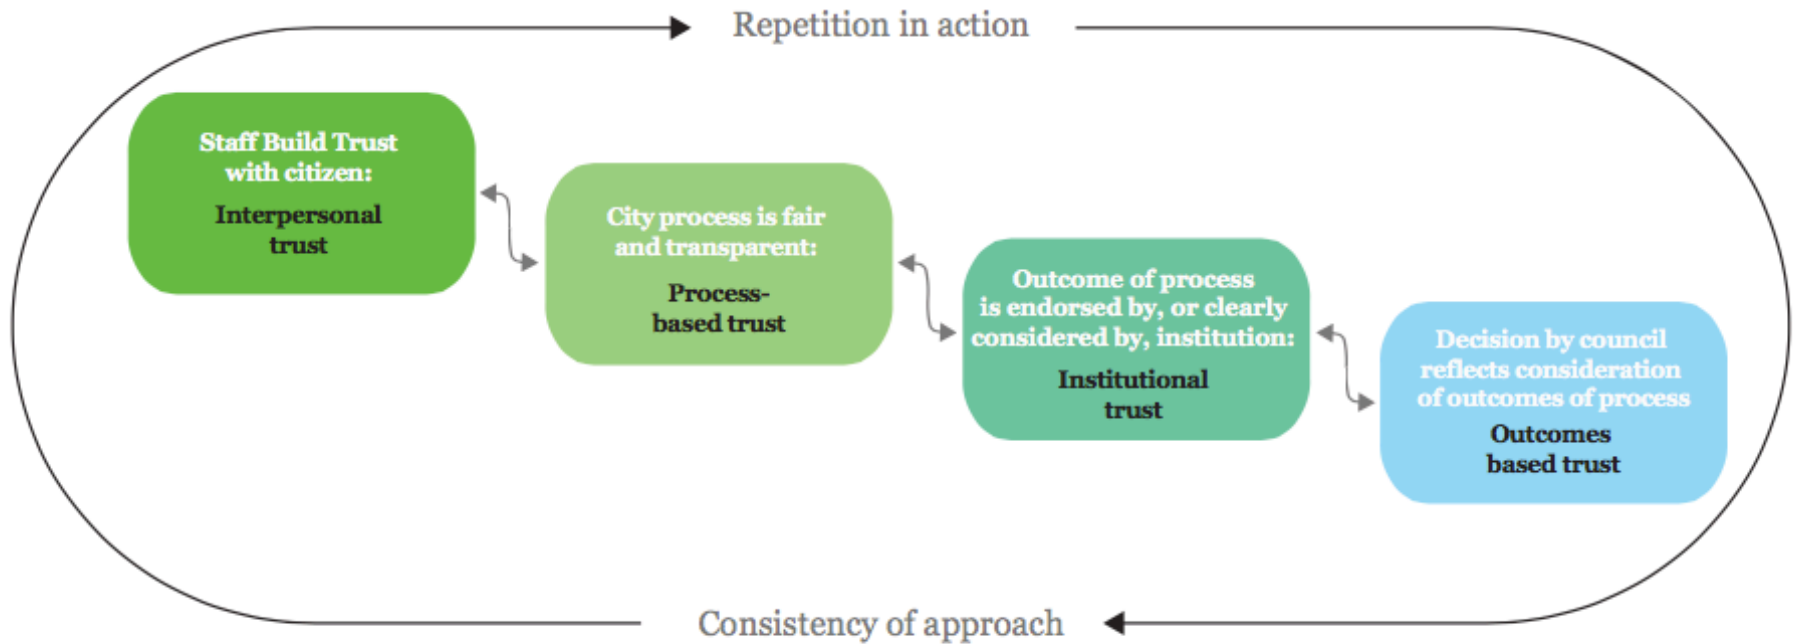 Repetition in action
Staff Build Trust
with citizen:
Interpersonal
trust
City process is fair
and transparent:
Process-
based trust
Outcome of process
is endorsed by, or clearly
considered by, institution:
Institutional
trust
Decision by council
reflects consideration
of outcomes of process
Outcomes
based trust
Consistency of approach